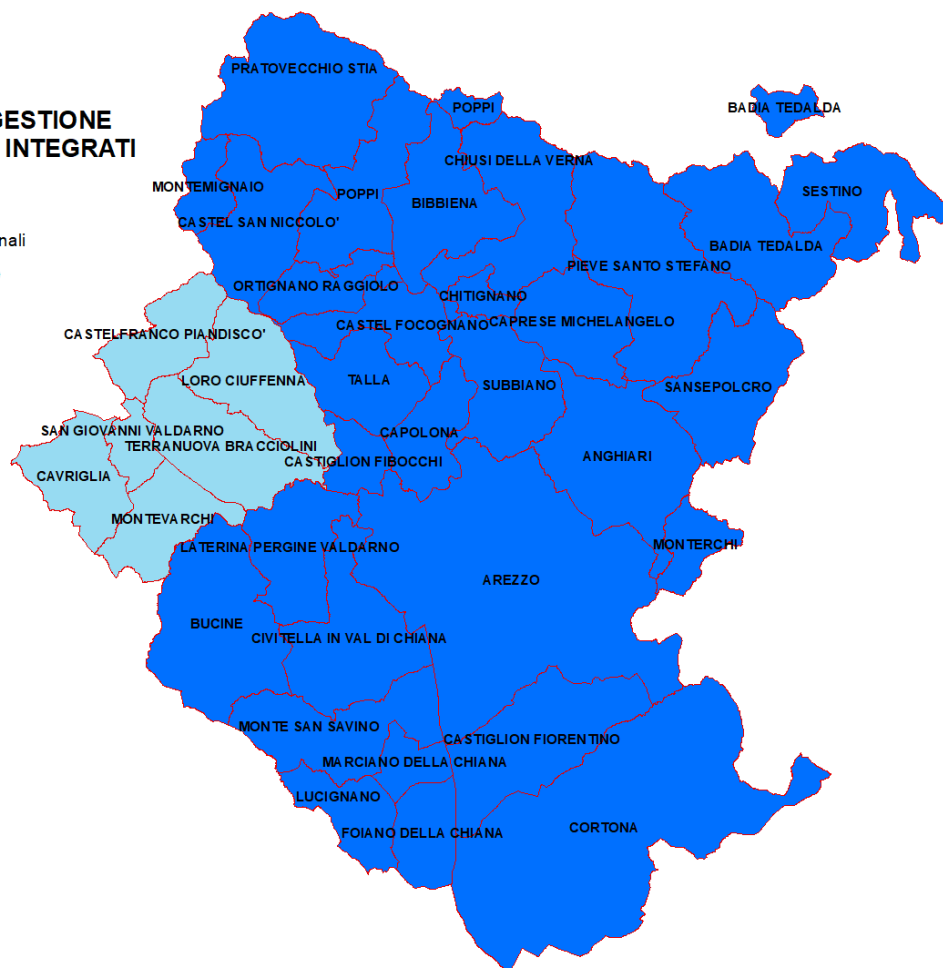 PRATOVECCHIO STIA
POPPI
BADIA TEDALDA
GESTIONE
INTEGRATI
CHIUSI DELLA VERNA
MONTEMIGNAIO
POPPI
BIBBIENA
SESTINO
CASTEL SAN NICCOLO'
nali
BADIA TEDALDA
PIEVE SANTO STEFANO
ORTIGNANO RAGGIOLO
CHITIGNANO
CASTELFRANCO PIANDISCO'
CASTEL FOCOGNANO
CAPRESE MICHELANGELO
LORO CIUFFENNA
TALLA
SUBBIANO
SANSEPOLCRO
SAN GIOVANNI VALDARNO
CAPOLONA
TERRANUOVA BRACCIOLINI
CASTIGLION FIBOCCHI
ANGHIARI
CAVRIGLIA
MONTEVARCHI
LATERINA PERGINE VALDARNO
MONTERCHI
AREZZO
BUCINE
CIVITELLA IN VAL DI CHIANA
MONTE SAN SAVINO
CASTIGLION FIORENTINO
MARCIANO DELLA CHIANA
LUCIGNANO
FOIANO DELLA CHIANA
CORTONA